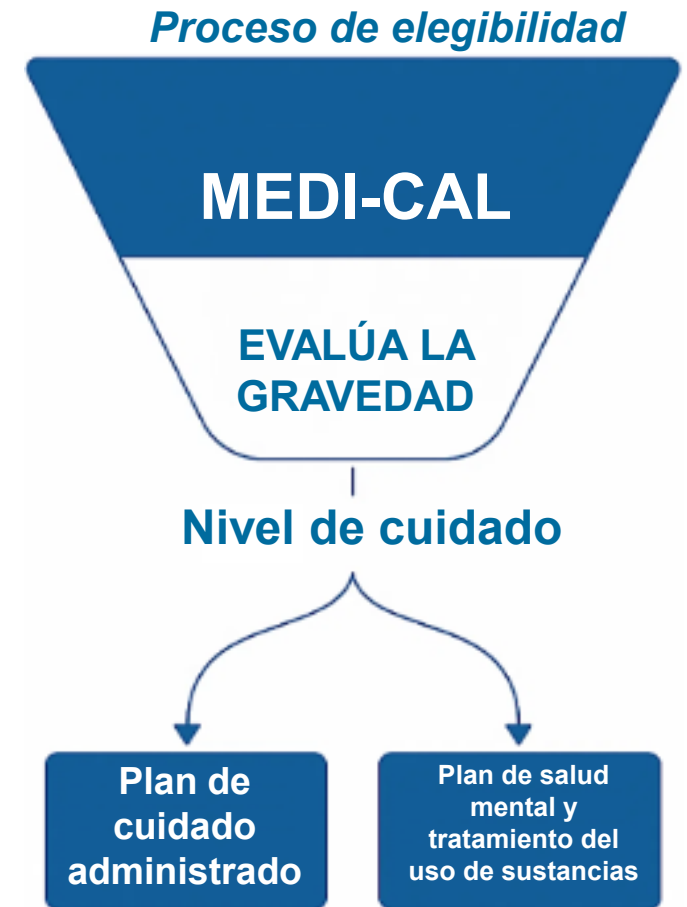 Proceso de elegibilidad
MEDI-CAL
EVALÚA LA
GRAVEDAD
Nivel de cuidado
Plan de
cuidado
administrado
Plan de salud
mental y
tratamiento del
uso de sustancias